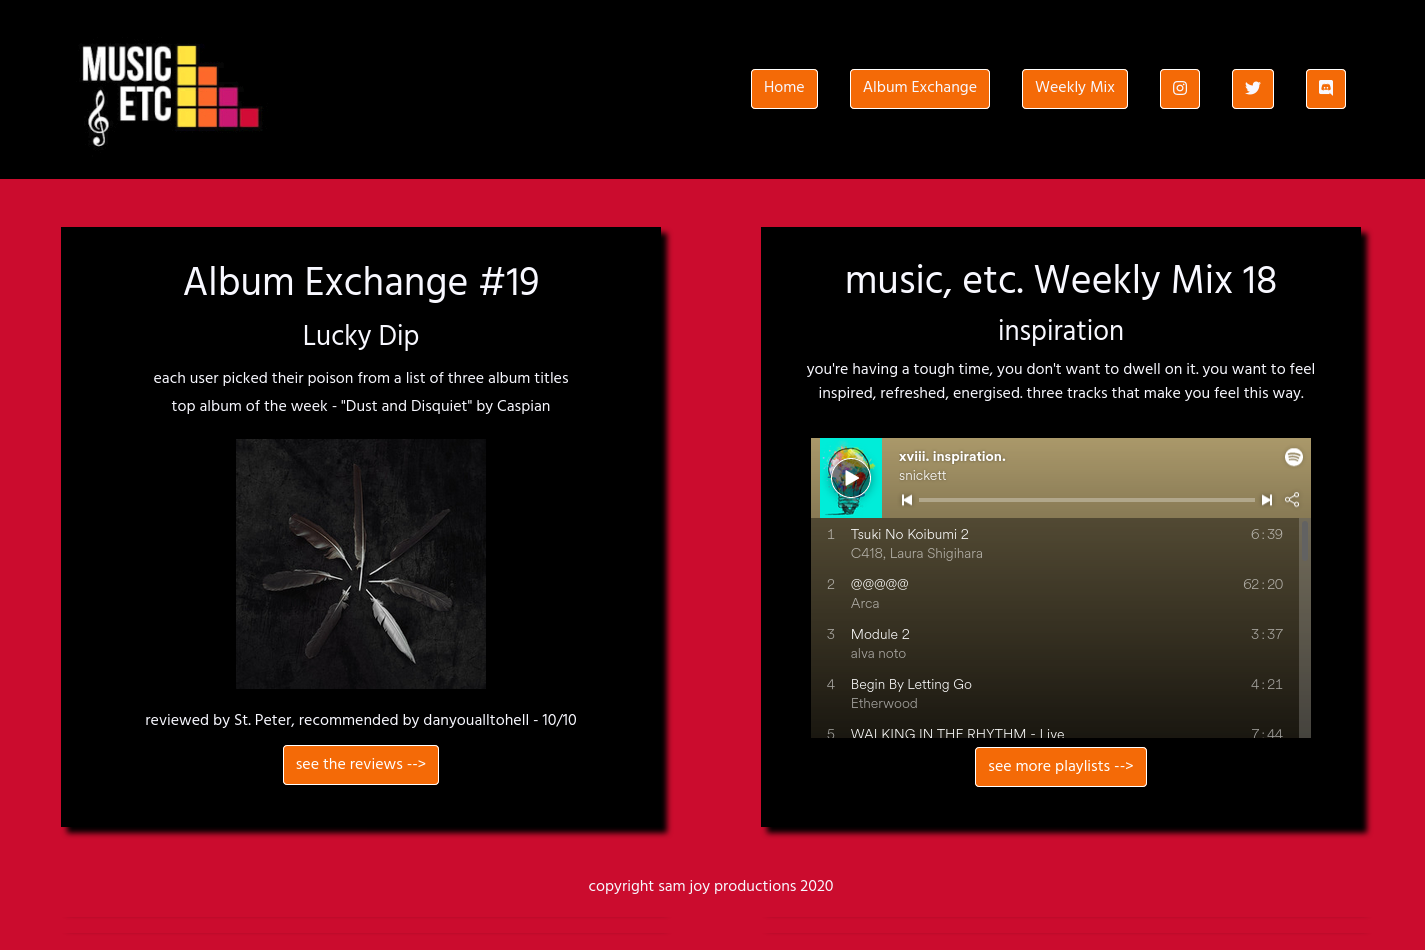 MUSIC
ETC
Home
Album Exchange
Weekly Mix
Album Exchange #19
Lucky Dip
each user picked their poison from a list of three album titles
top album of the week - "Dust and Disquiet" by Caspian
reviewed by St. Peter, recommended by danyoualltohell - 10/10
see the reviews -->
music, etc. Weekly Mix 18
inspiration
you're having a tough time, you don't want to dwell on it. you want to feel
inspired, refreshed, energised. three tracks that make you feel this way.
xviii. inspiration.
snickett
1 Tsuki No Koibumi 2 6:39
C418, Laura Shigihara
2 @@@@@ 62:20
Arca
3 Module 2 3:37
alva noto
4 Begin By Letting Go 4:21
Etherwood
5 WALKING IN THE RHYTHM - Live 7:44
see more playlists -->
copyright sam joy productions 2020